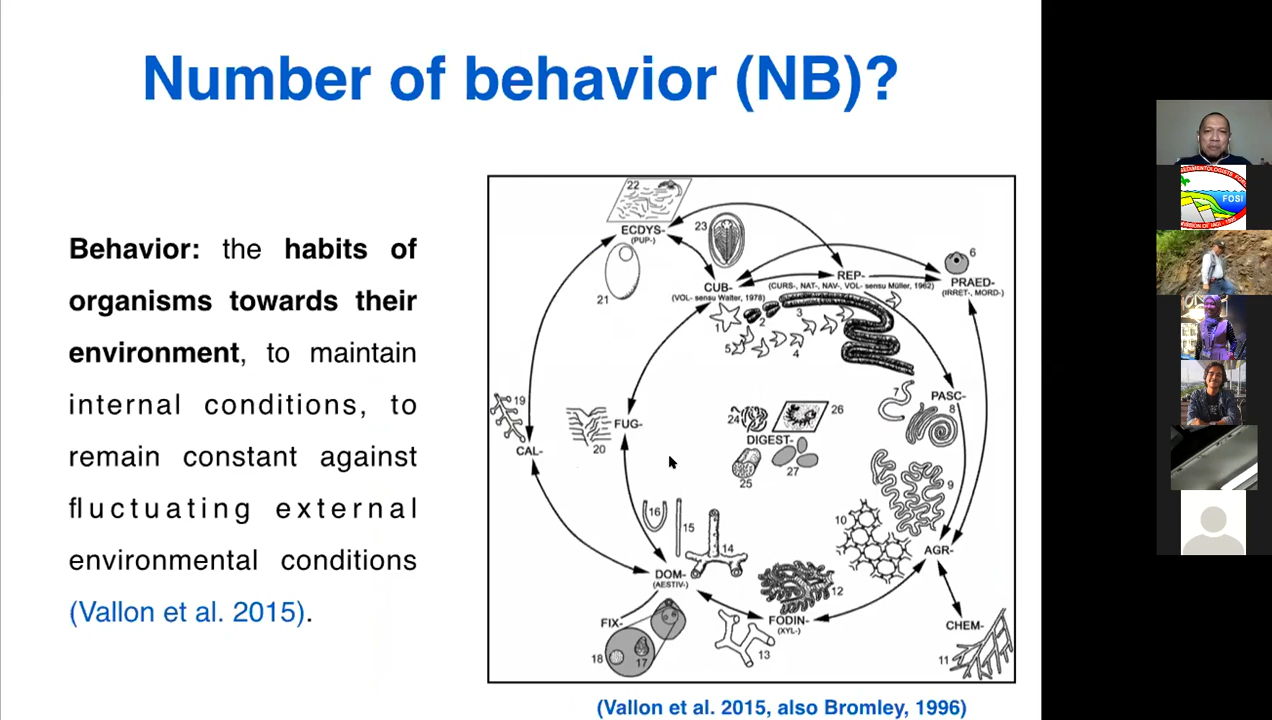 Number of behavior (NB)?
Behavior: the habits of
organisms towards their
environment, to maintain
internal conditions, to
remain constant against
fluctuating external
environmental conditions
(Vallon et al. 2015).
22
ECDYS-
(PUP-)
23
21
CUB-
(VOL- sensu Walter, 1978)
REP-
(CURS-, NAT-, NAV-, VOL- sensu Müller, 1962)
6
PRAED-
(IRRET-, MORD-)
1
2
3
4
5
7
PASC-
8
19
CAL-
20
FUG-
24
26
DIGEST-
25
27
9
10
16
15
14
AGR-
DOM-
(AESTIV-)
12
FODIN-
(XYL-)
FIX-
18
17
13
CHEM-
11
(Vallon et al. 2015, also Bromley, 1996)
FOSI